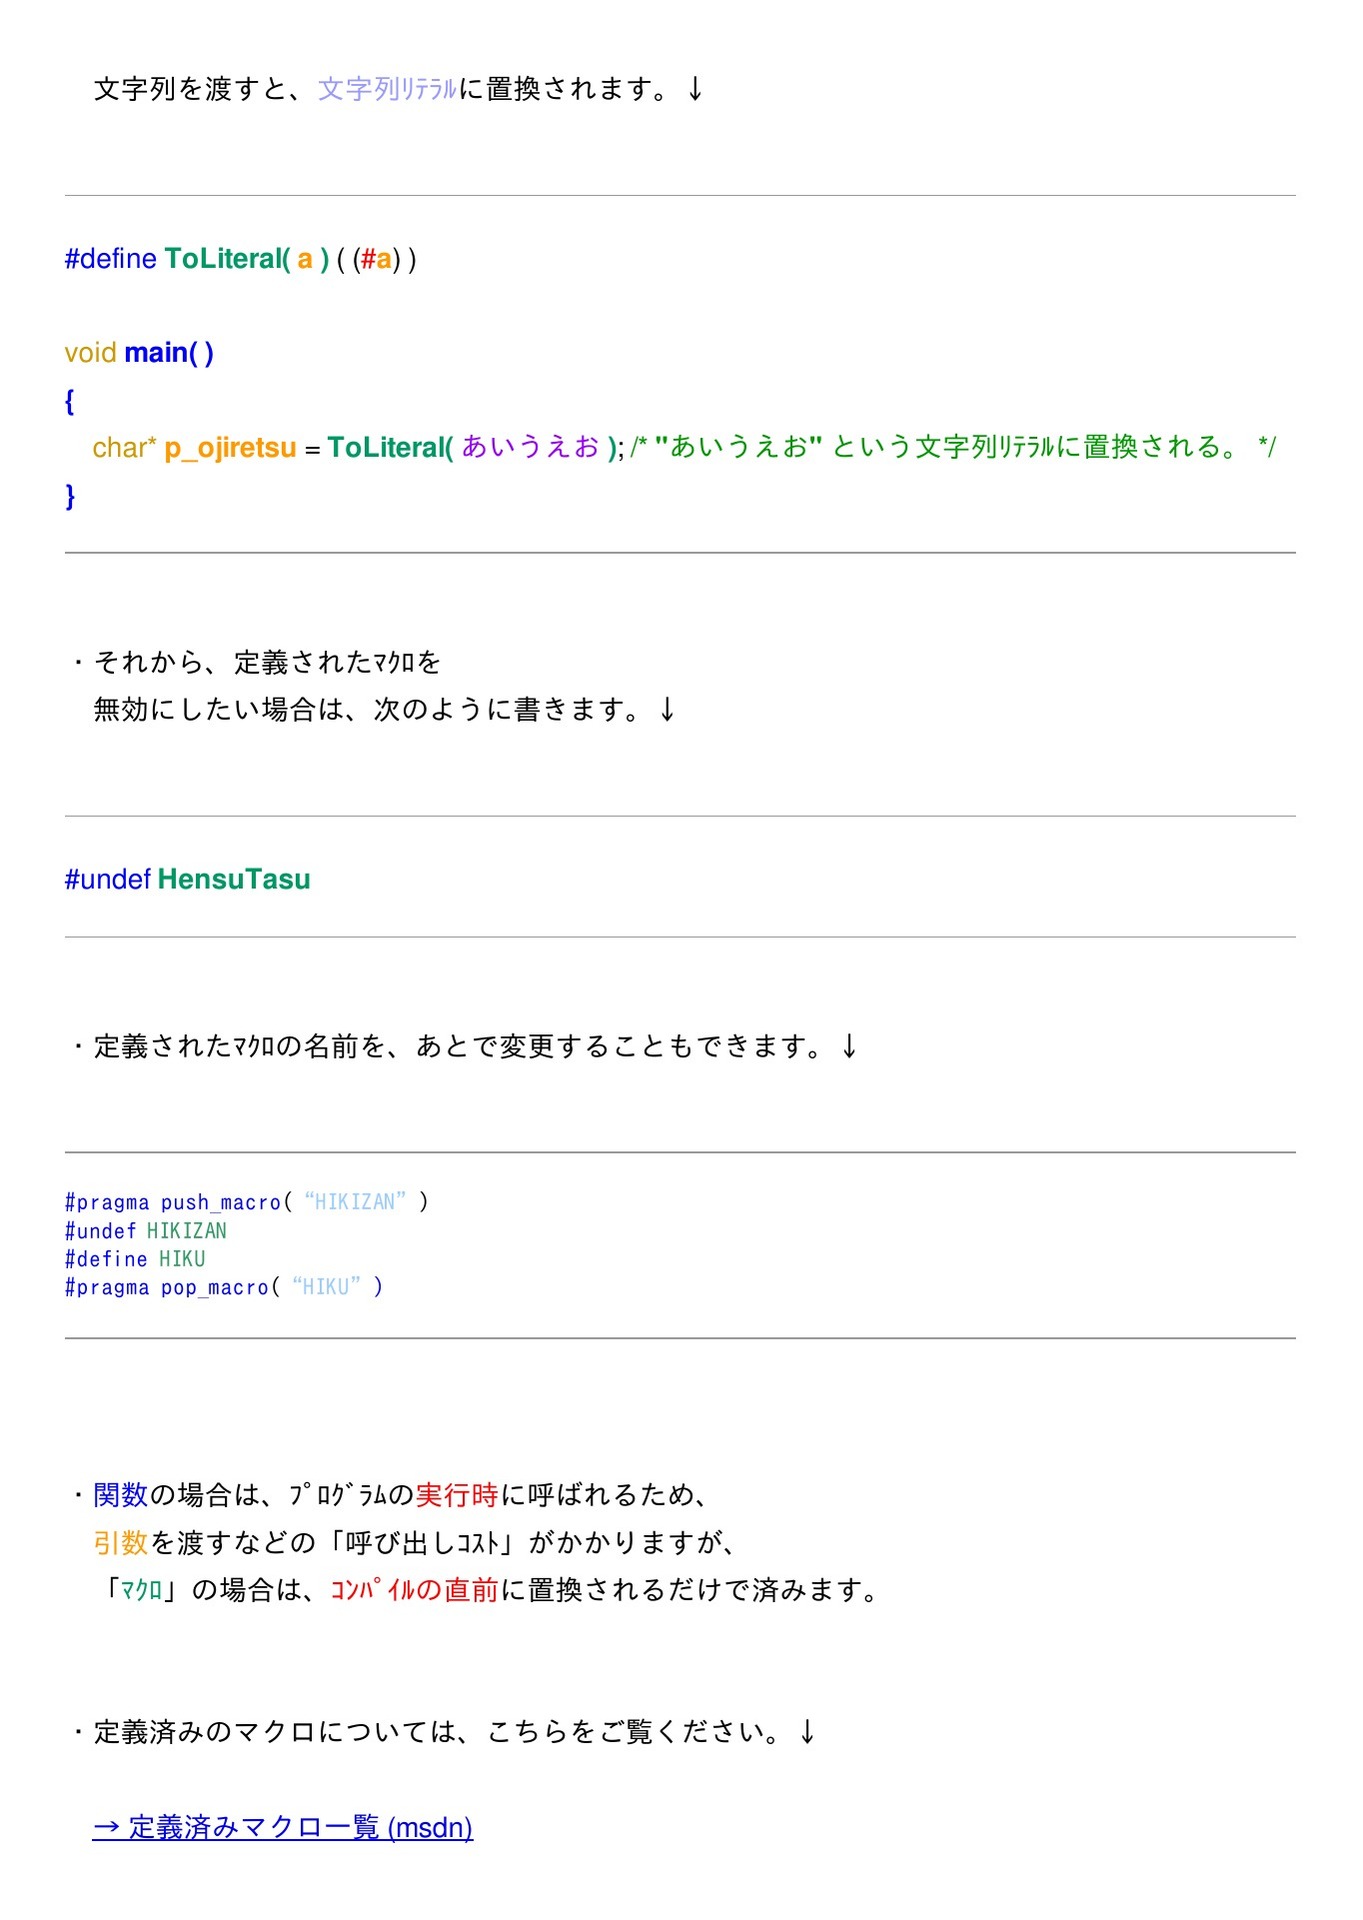 文字列を渡すと、文字列ﾘﾃﾗﾙに置換されます。↓
#define ToLiteral( a ) ( (#a) )
void main( )
{
char* p_ojiretsu = ToLiteral( あいうえお ); /* "あいうえお" という文字列ﾘﾃﾗﾙに置換される。 */
}
・それから、定義されたﾏｸﾛを
無効にしたい場合は、次のように書きます。↓
#undef HensuTasu
・定義されたﾏｸﾛの名前を、あとで変更することもできます。↓
#pragma push_macro( “HIKIZAN” )
#undef HIKIZAN
#define HIKU
#pragma pop_macro( “HIKU” )
・関数の場合は、ﾌﾟﾛｸﾞﾗﾑの実行時に呼ばれるため、
引数を渡すなどの「呼び出しｺｽﾄ」がかかりますが、
「ﾏｸﾛ」の場合は、ｺﾝﾊﾟｲﾙの直前に置換されるだけで済みます。
・定義済みのマクロについては、こちらをご覧ください。↓
→ 定義済みマクロ一覧 (msdn)